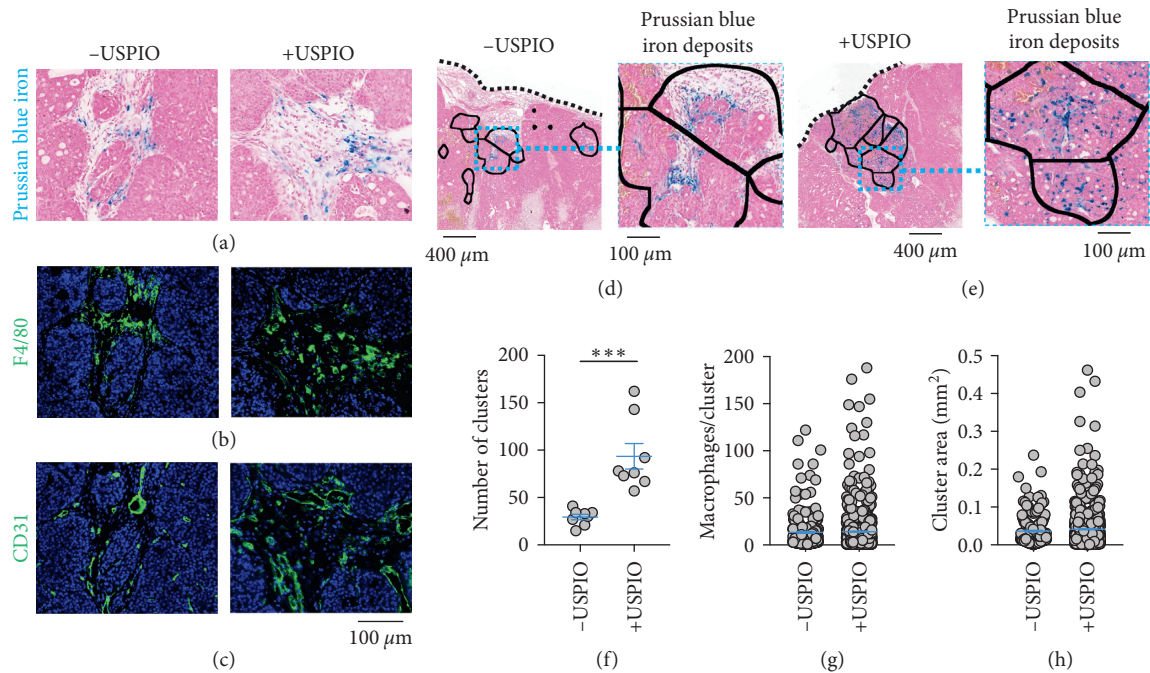 –USPIO
+USPIO
Prussian blue iron
(a)
F4/80
(b)
CD31
100 μm
(c)
–USPIO
Prussian blue
iron deposits
400 μm
100 μm
(d)
+USPIO
Prussian blue
iron deposits
400 μm
100 μm
(e)
Number of clusters
200
150
100
50
0
***
–USPIO
+USPIO
(f)
Macrophages/cluster
200
150
100
50
0
–USPIO
+USPIO
(g)
Cluster area (mm²)
0.5
0.4
0.3
0.2
0.1
0.0
–USPIO
+USPIO
(h)